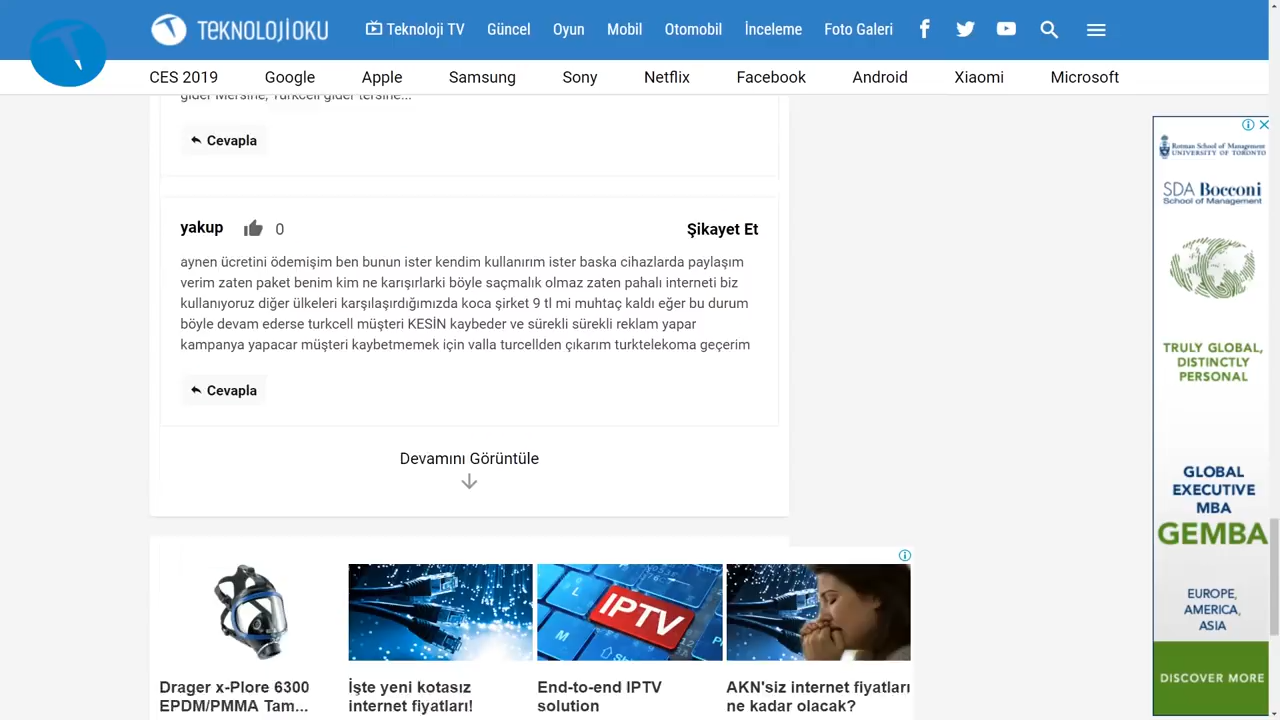 TEKNOLOJİOKU
Teknoloji TV Güncel Oyun Mobil Otomobil İnceleme Foto Galeri
CES 2019 Google Apple Samsung Sony Netflix Facebook Android Xiaomi Microsoft
gider Mersine, Turkcell gider tersine...
Cevapla
yakup 0 Şikayet Et
aynen ücretini ödemişim ben bunun ister kendim kullanırım ister baska cihazlarda paylaşım
verim zaten paket benim kim ne karışırlarki böyle saçmalık olmaz zaten pahalı interneti biz
kullanıyoruz diğer ülkeleri karşılaşırdığımızda koca şirket 9 tl mi muhtaç kaldı eğer bu durum
böyle devam ederse turkcell müşteri KESİN kaybeder ve sürekli sürekli reklam yapar
kampanya yapacar müşteri kaybetmemek için valla turcellden çıkarım turktelekoma geçerim
Cevapla
Devamını Görüntüle
L
IPTV
M
Shift
Drager x-Plore 6300
EPDM/PMMA Tam...
İşte yeni kotasız
internet fiyatları!
End-to-end IPTV
solution
AKN'siz internet fiyatları
ne kadar olacak?
Rotman School of Management
UNIVERSITY OF TORONTO
SDA Bocconi
School of Management
TRULY GLOBAL,
DISTINCTLY
PERSONAL
GLOBAL
EXECUTIVE
MBA
GEMBA
EUROPE,
AMERICA,
ASIA
DISCOVER MORE